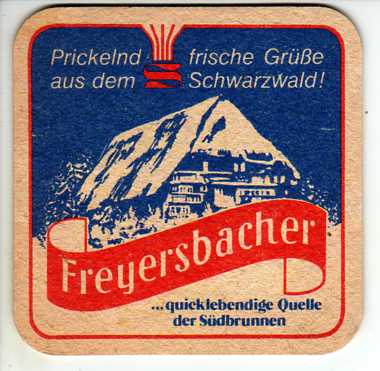 Prickelnd frische Grüße
aus dem Schwarzwald!
Freyersbacher
...quicklebendige Quelle
der Südbrunnen